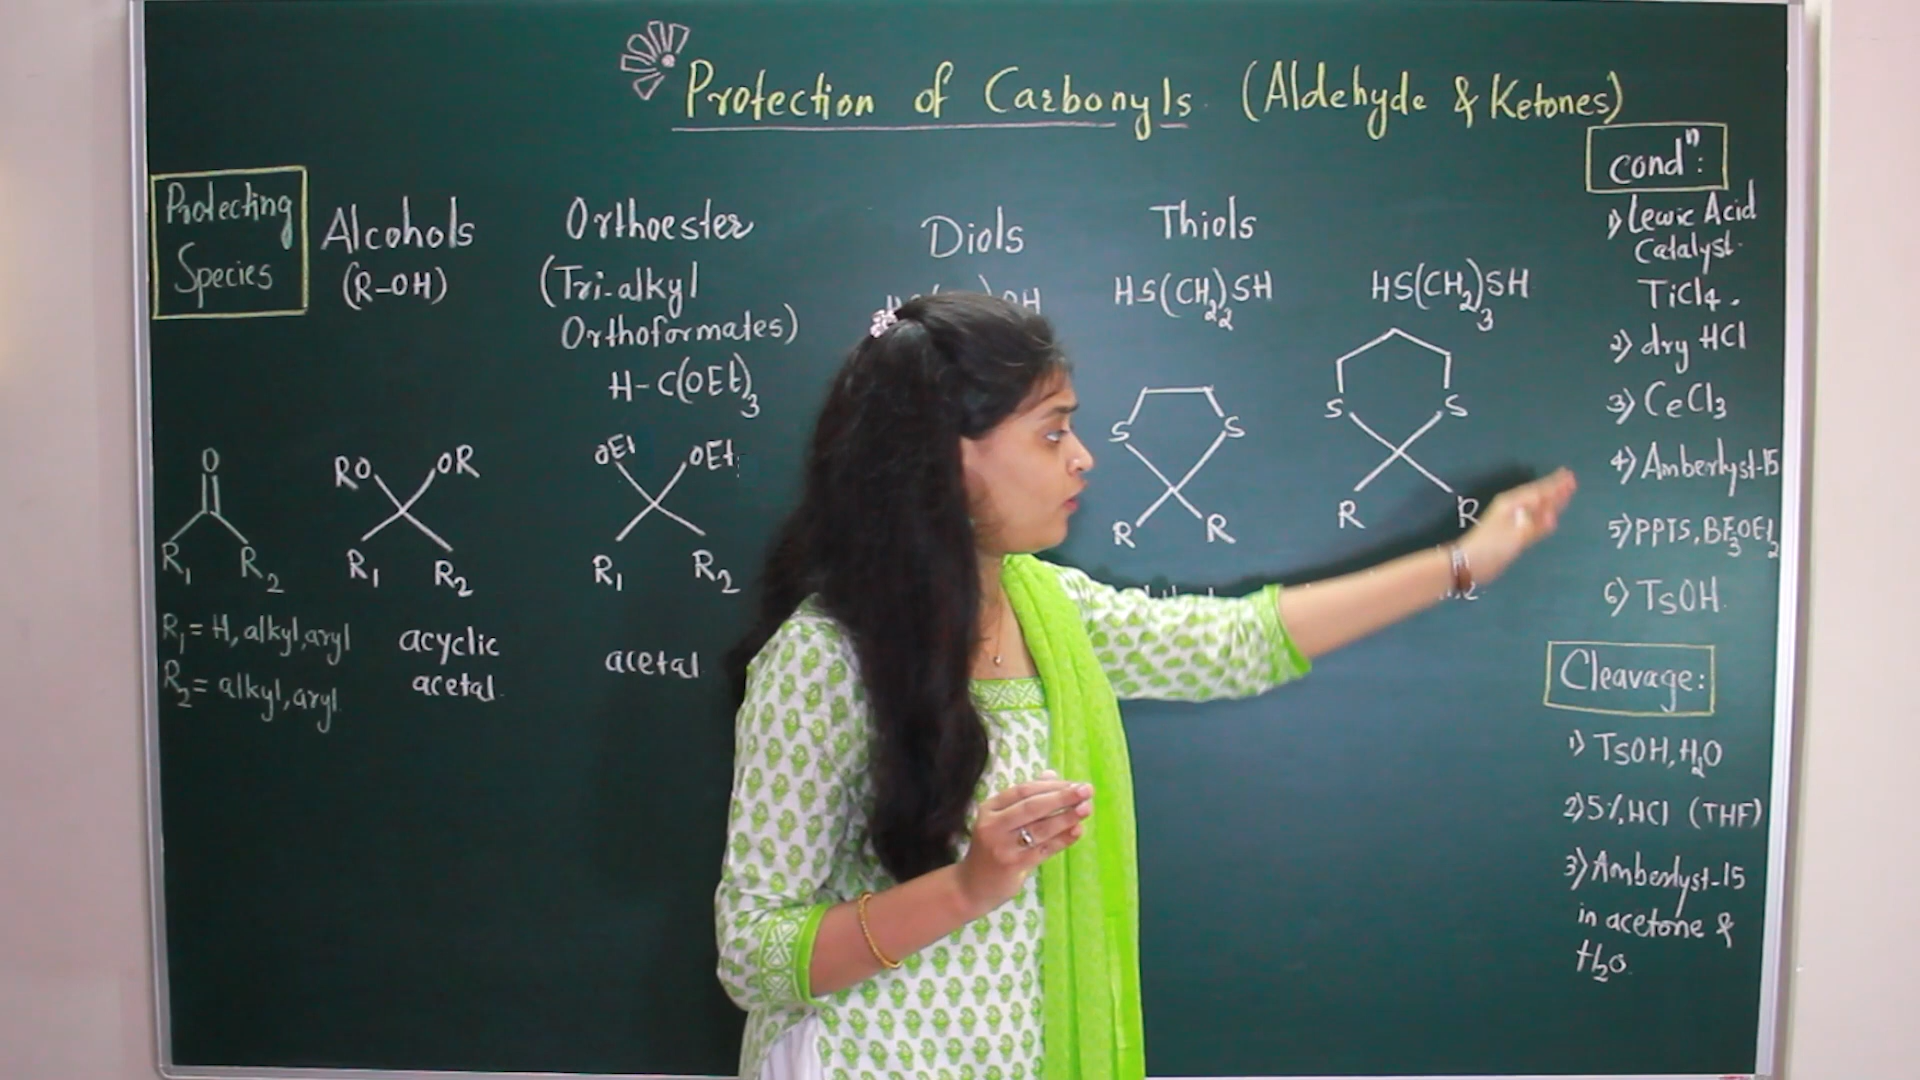 Protection of Carbonyls (Aldehyde & Ketones)
Protecting
Species
Alcohols
(R-OH)
Orthoester
(Tri-alkyl
Orthoformates)
H-C(OEt)3
Diols
OH
Thiols
HS(CH2)2SH
HS(CH2)3SH
condⁿ:
1) Lewic Acid
Catalyst.
TiCl4.
2) dry HCl
3) CeCl3
4) Amberlyst-15
5) PPTS, BF3OEt2
6) TsOH.
Cleavage:
1) TsOH, H2O
2) 5% HCl (THF)
3) Amberlyst-15
in acetone &
H2O.
O
R1 R2
R1 = H, alkyl, aryl
R2 = alkyl, aryl.
RO OR
R1 R2
acyclic
acetal.
OEt OEt
R1 R2
acetal.
S S
R R
S S
R R